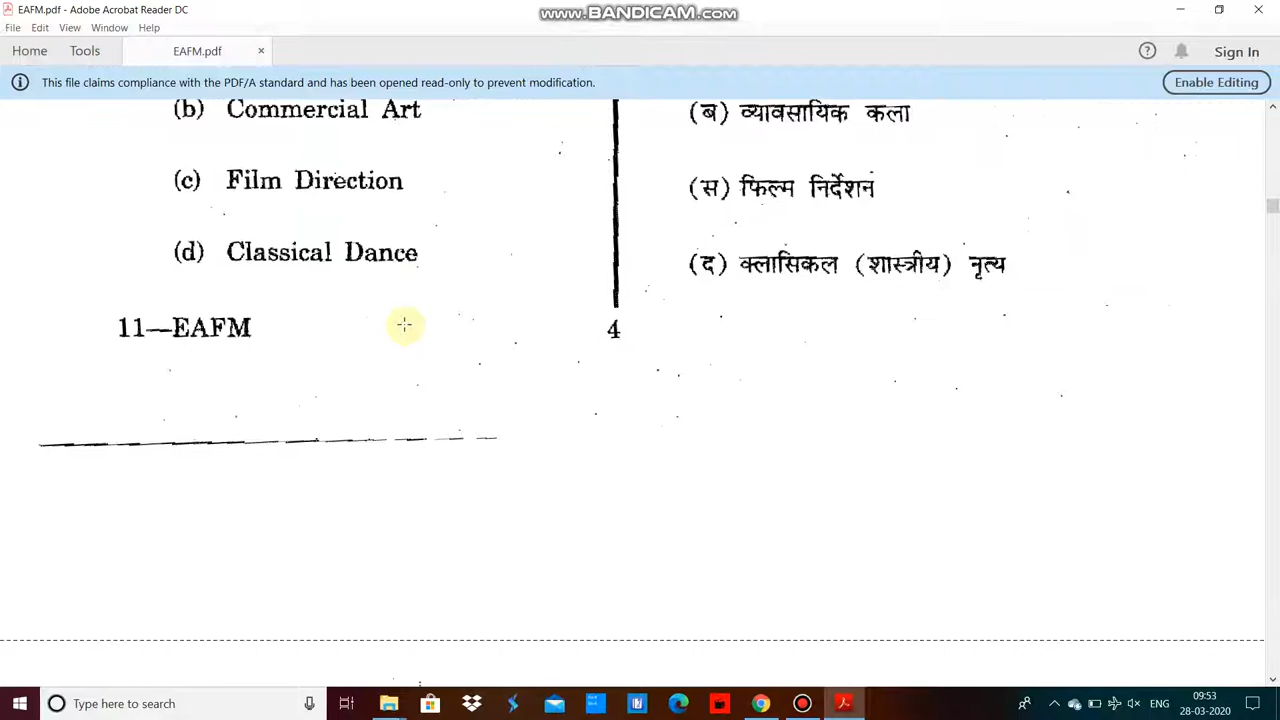 EAFM.pdf - Adobe Acrobat Reader DC
www.BANDICAM.com
File Edit View Window Help
Home Tools EAFM.pdf × Sign In
This file claims compliance with the PDF/A standard and has been opened read-only to prevent modification. Enable Editing
(b) Commercial Art
(c) Film Direction
(d) Classical Dance
11—EAFM
(ब) व्यावसायिक कला
(स) फिल्म निर्देशन
(द) क्लासिकल (शास्त्रीय) नृत्य
4
Type here to search
ENG
09:53
28-03-2020